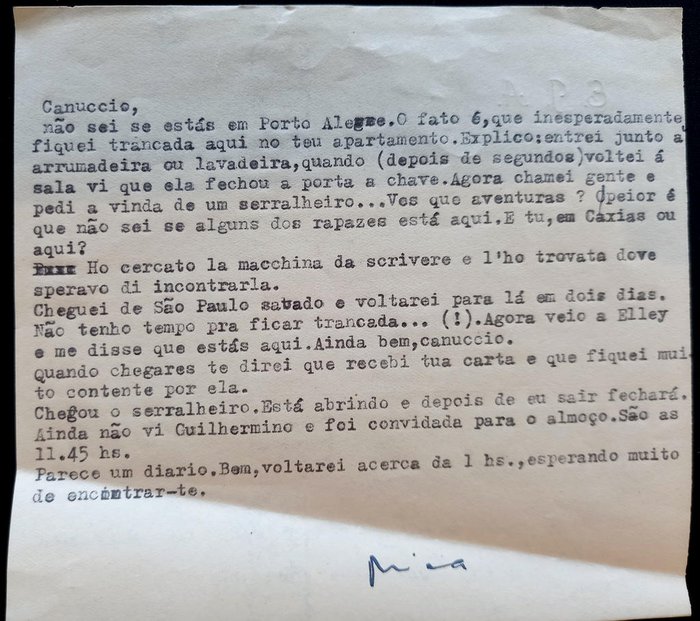 Canuccio,
não sei se estás em Porto Alegre.O fato é,que inesperadamente
fiquei trancada aqui no teu apartamento.Explico:entrei junto a
arrumadeira ou lavadeira,quando (depois de segundos)voltei á
sala vi que ela fechou a porta a chave.Agora chamei gente e
pedi a vinda de um serralheiro...Ves que aventuras ? Opeior é
que não sei se alguns dos rapazes está aqui.E tu,em Caxias ou
aqui?
Ho cercato la macchina da scrivere e l'ho trovata dove
speravo di incontrarla.
Cheguei de São Paulo sabado e voltarei para lá em dois dias.
Não tenho tempo pra ficar trancada... (!).Agora veio a Elley
e me disse que estás aqui.Ainda bem,canuccio.
Quando chegares te direi que recebi tua carta e que fiquei mui-
to contente por ela.
Chegou o serralheiro.Está abrindo e depois de eu sair fechará.
Ainda não vi Guilhermino e foi convidada para o almoço.São as
11.45 hs.
Parece um diario.Bem,voltarei acerca da 1 hs.,esperando muito
de encontrar-te.